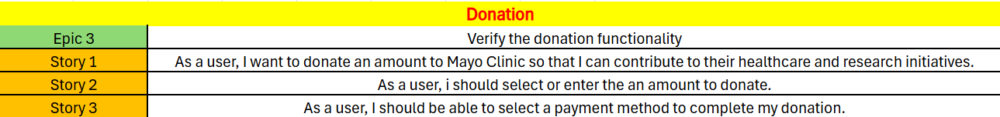 Donation
Epic 3 Verify the donation functionality
Story 1 As a user, I want to donate an amount to Mayo Clinic so that I can contribute to their healthcare and research initiatives.
Story 2 As a user, i should select or enter the an amount to donate.
Story 3 As a user, I should be able to select a payment method to complete my donation.